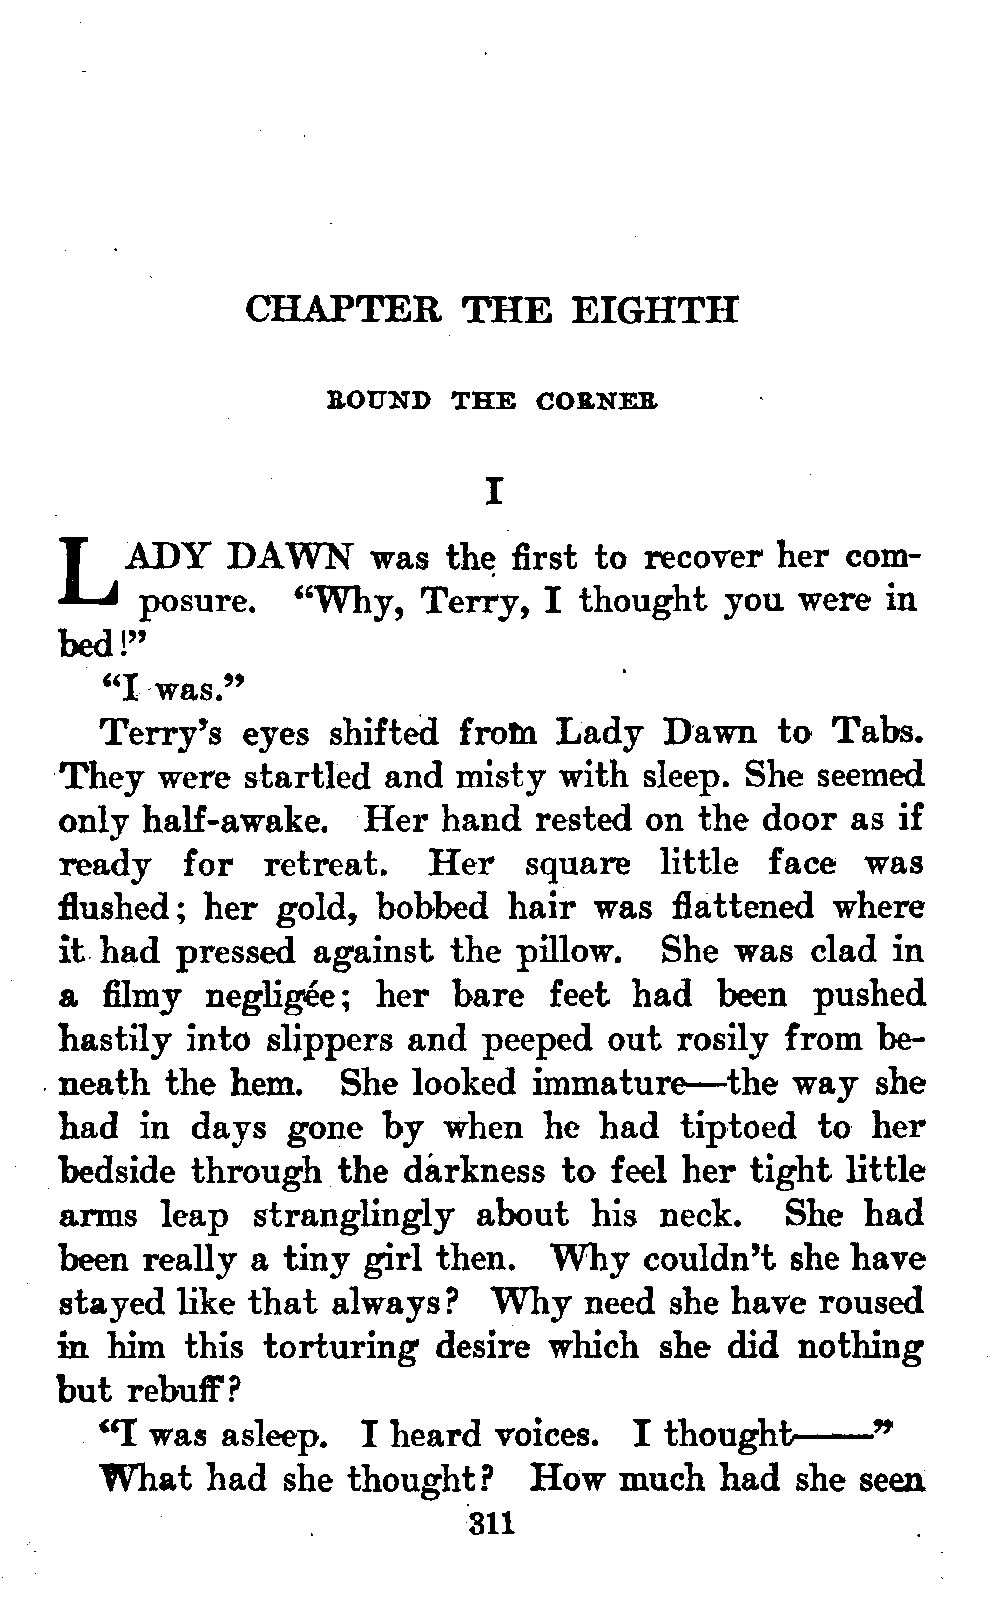 CHAPTER THE EIGHTH
ROUND THE CORNER
I
LADY DAWN was the first to recover her com-
posure. “Why, Terry, I thought you were in
bed!”
“I was.”
Terry’s eyes shifted from Lady Dawn to Tabs.
They were startled and misty with sleep. She seemed
only half-awake. Her hand rested on the door as if
ready for retreat. Her square little face was
flushed; her gold, bobbed hair was flattened where
it had pressed against the pillow. She was clad in
a filmy negligée; her bare feet had been pushed
hastily into slippers and peeped out rosily from be-
neath the hem. She looked immature—the way she
had in days gone by when he had tiptoed to her
bedside through the darkness to feel her tight little
arms leap stranglingly about his neck. She had
been really a tiny girl then. Why couldn’t she have
stayed like that always? Why need she have roused
in him this torturing desire which she did nothing
but rebuff?
“I was asleep. I heard voices. I thought——”
What had she thought? How much had she seen
311